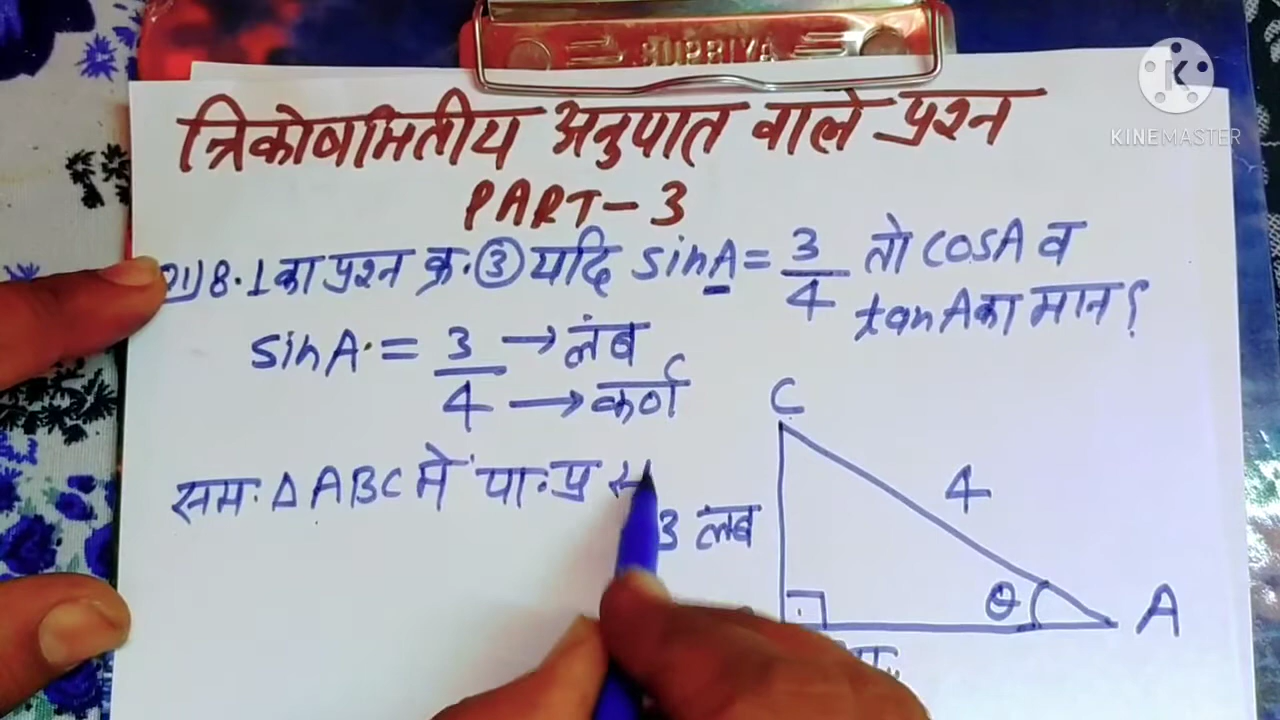 SUPRIYA
KINEMASTER
त्रिकोणमितीय अनुपात वाले प्रश्न
PART-3
8.1 का प्रश्न क्र. ③ यदि sinA = 3/4 तो cosA व
tanA का मान ?
sinA = 3/4 → लंब
→ कर्ण
C
सम. Δ ABC में पा. प्र
4
3 लंब
θ A